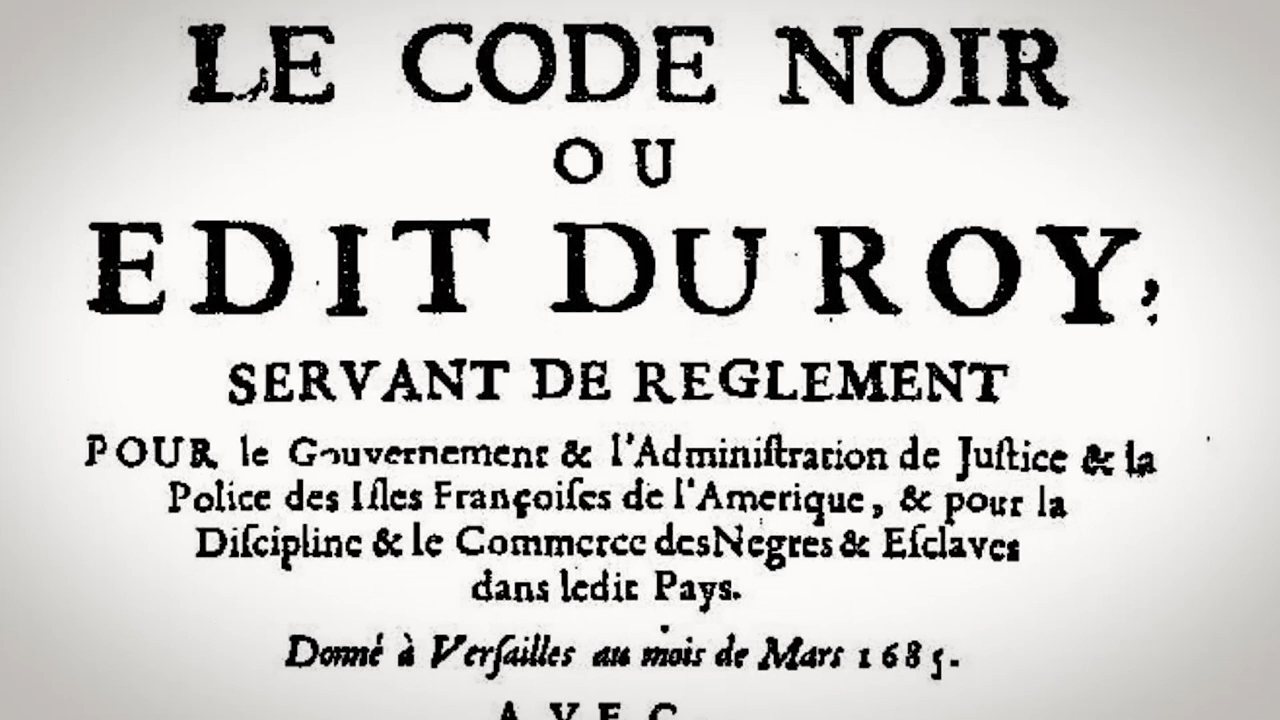 LE CODE NOIR
OU
EDIT DU ROY,
SERVANT DE REGLEMENT
POUR le Gouvernement & l'Adminiſtration de Juſtice & la
Police des Iſles Françoiſes de l'Amerique, & pour la
Diſcipline & le Commerce des Negres & Eſclaves
dans ledit Pays.
Donné à Verſailles au mois de Mars 1685.
AVEC